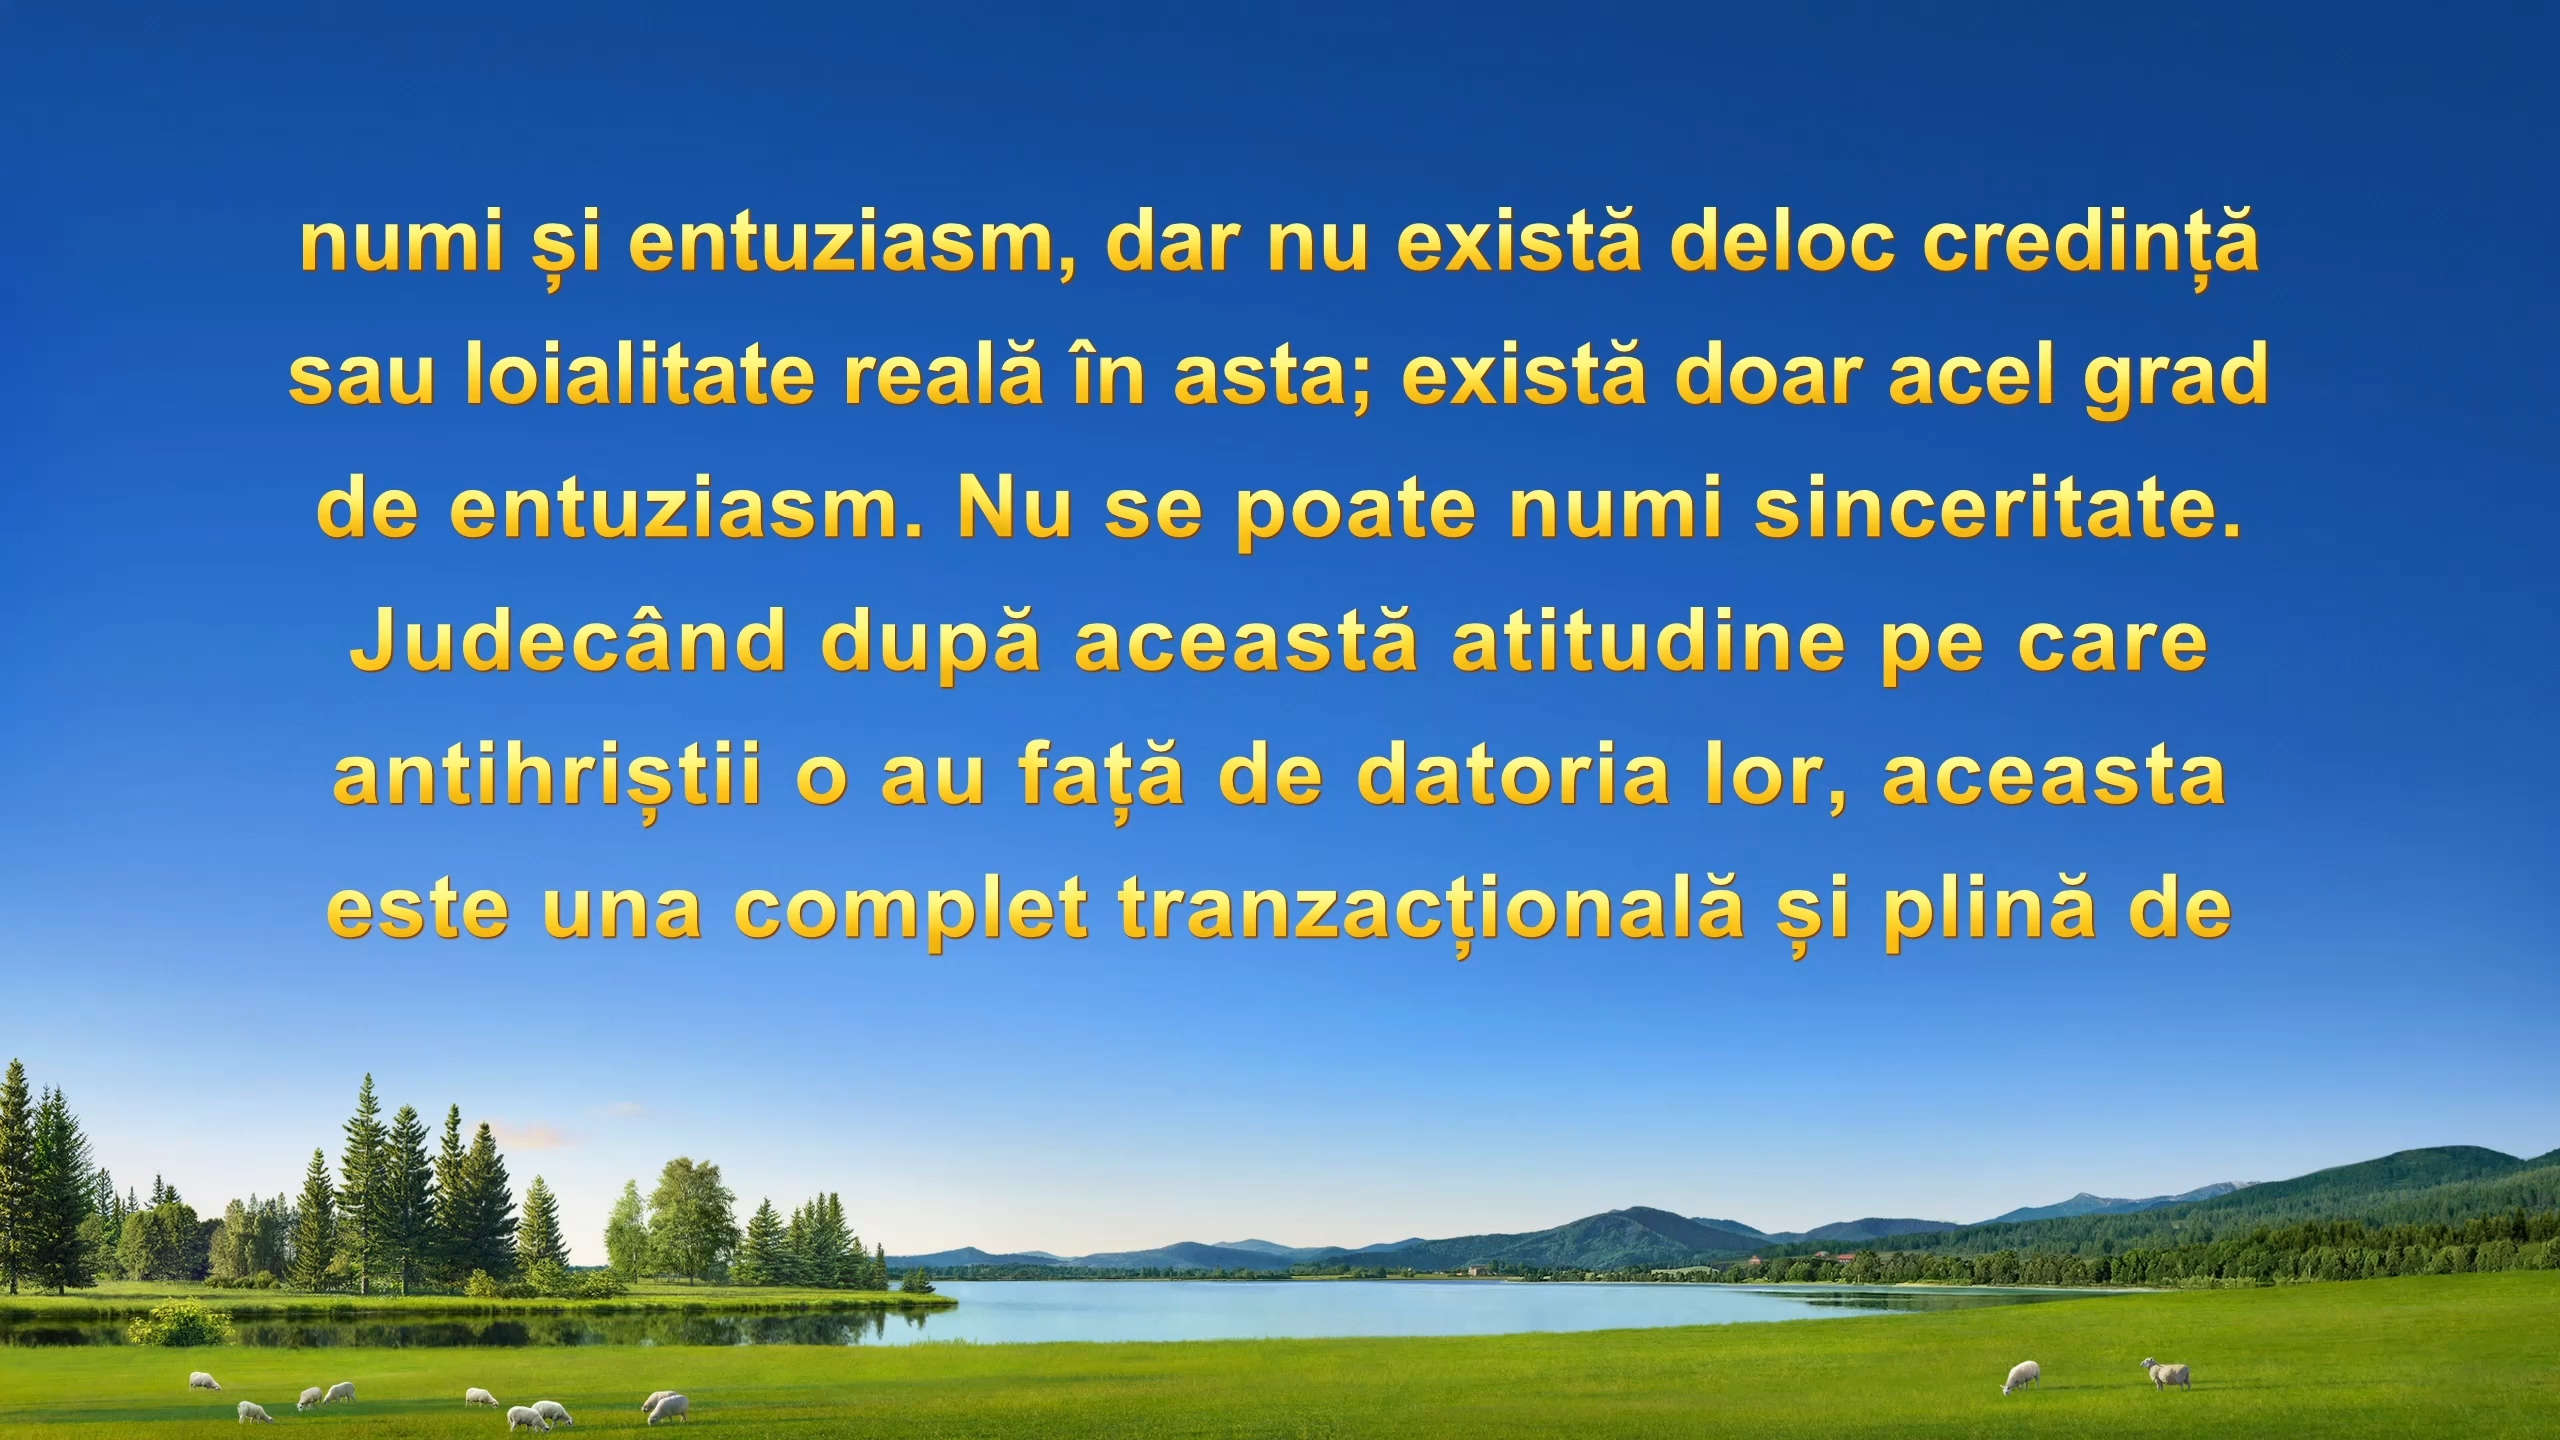 numi și entuziasm, dar nu există deloc credință
sau loialitate reală în asta; există doar acel grad
de entuziasm. Nu se poate numi sinceritate.
Judecând după această atitudine pe care
antihriștii o au față de datoria lor, aceasta
este una complet tranzacțională și plină de